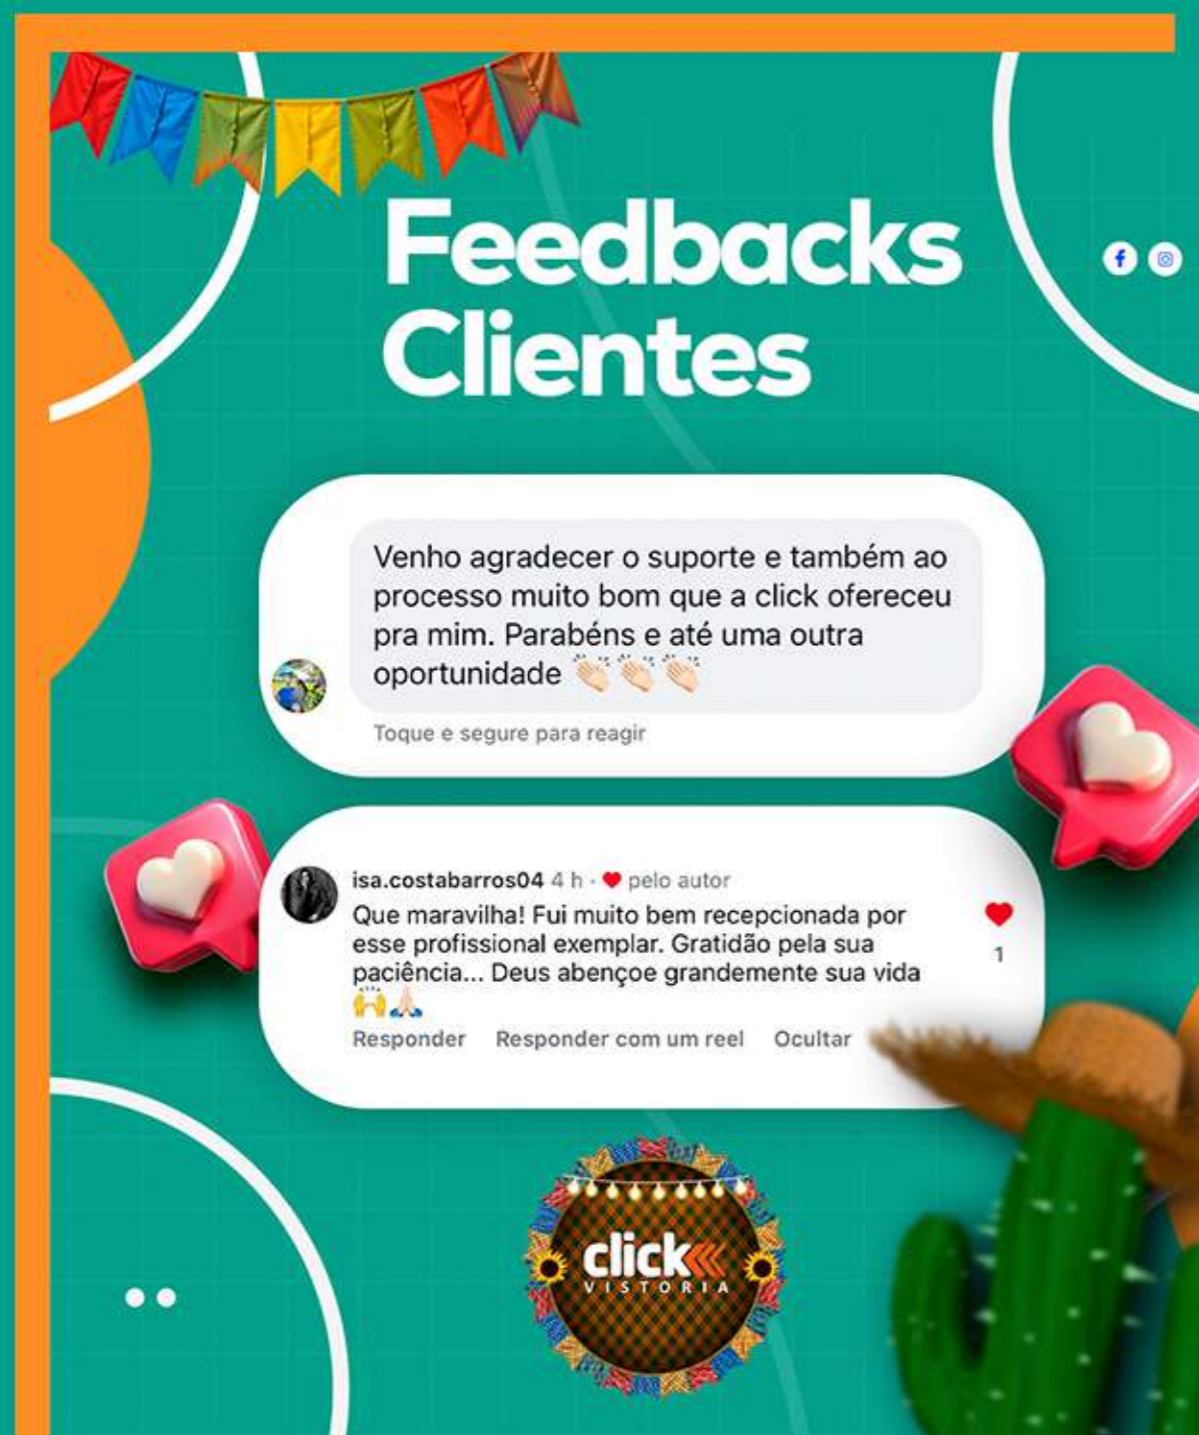 Feedbacks
Clientes
Venho agradecer o suporte e também ao
processo muito bom que a click ofereceu
pra mim. Parabéns e até uma outra
oportunidade 👏🏻👏🏻👏🏻
Toque e segure para reagir
isa.costabarros04 4 h · ❤️ pelo autor
Que maravilha! Fui muito bem recepcionada por
esse profissional exemplar. Gratidão pela sua
paciência... Deus abençoe grandemente sua vida
🙌🙏🏻
1
Responder Responder com um reel Ocultar
click
VISTORIA